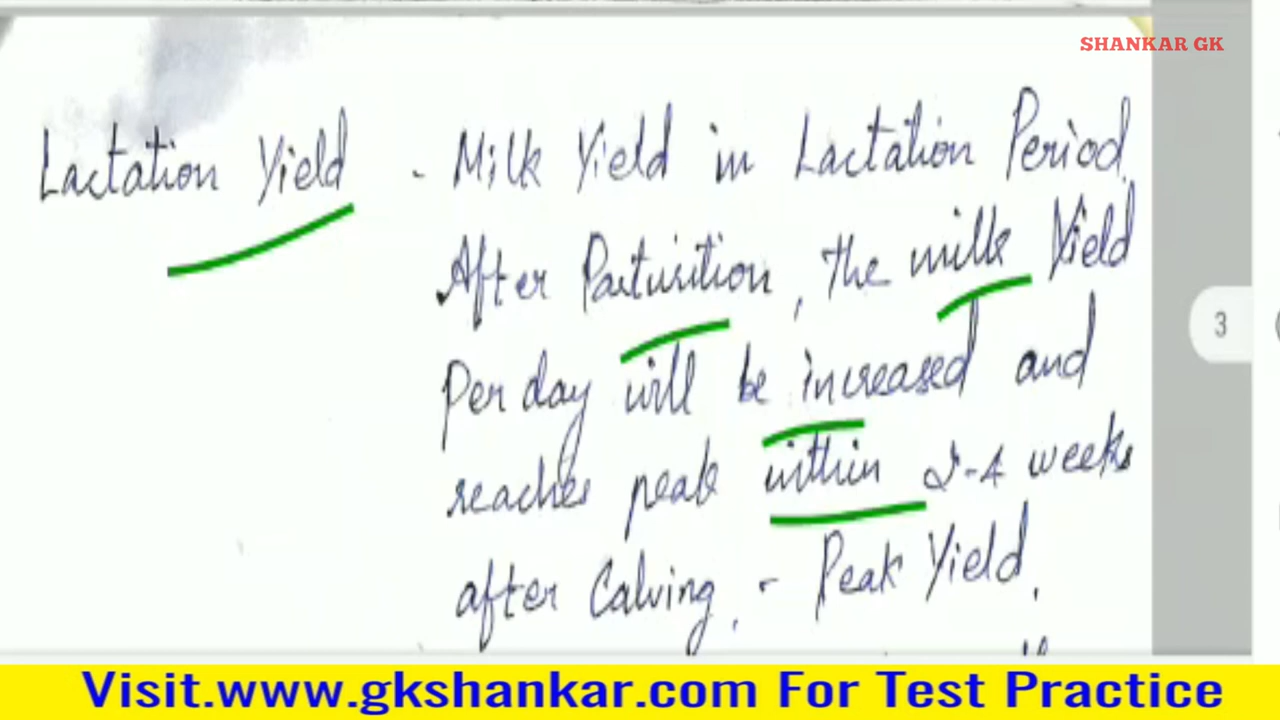 SHANKAR GK
Lactation Yield - Milk Yield in Lactation Period.
After Parturition, the milk Yield
Per day will be increased and
reaches peak within 2-4 weeks
after Calving. - Peak Yield.
3
Visit.www.gkshankar.com For Test Practice